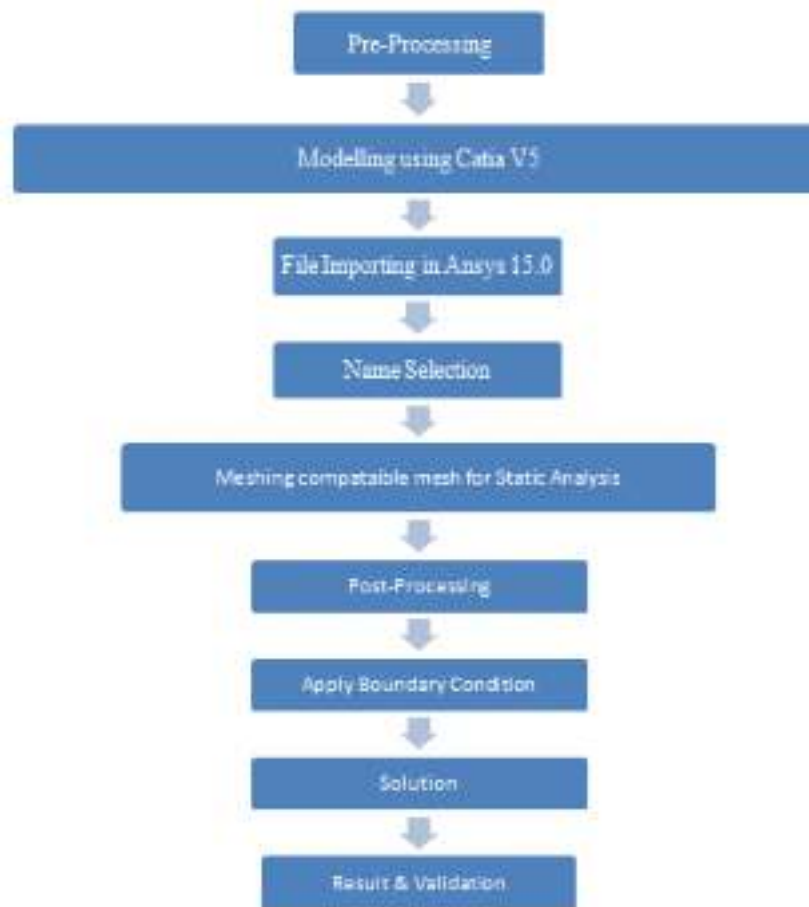 Pre-Processing
Modelling using Catia V5
File Importing in Ansys 15.0
Name Selection
Meshing compataible mesh for Static Analysis
Post-Processing
Apply Boundary Condition
Solution
Result & Validation